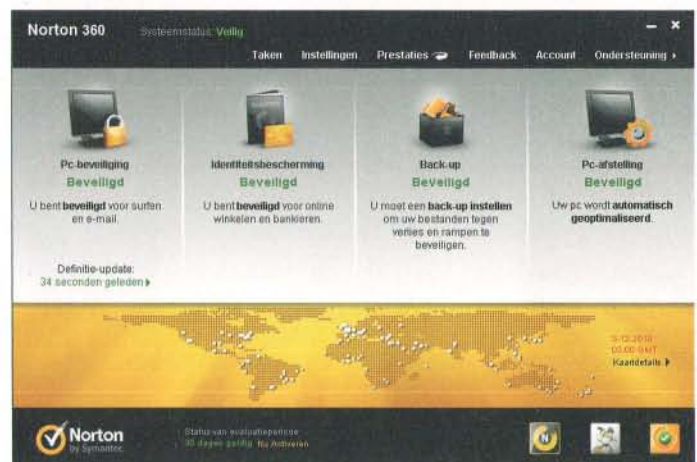 Norton 360
Systeemstatus: Veilig
Taken Instellingen Prestaties Feedback Account Ondersteuning
Pc-beveiliging
Beveiligd
U bent beveiligd voor surfen
en e-mail.
Definitie-update:
34 seconden geleden
Identiteitsbescherming
Beveiligd
U bent beveiligd voor online
winkelen en bankieren.
Back-up
Beveiligd
U moet een back-up instellen
om uw bestanden tegen
verlies en rampen te
beveiligen.
Pc-afstelling
Beveiligd
Uw pc wordt automatisch
geoptimaliseerd.
GMT
Kaartdetails
Norton
by Symantec
Status van evaluatieperiode
30 dagen geldig Nu Activeren
N